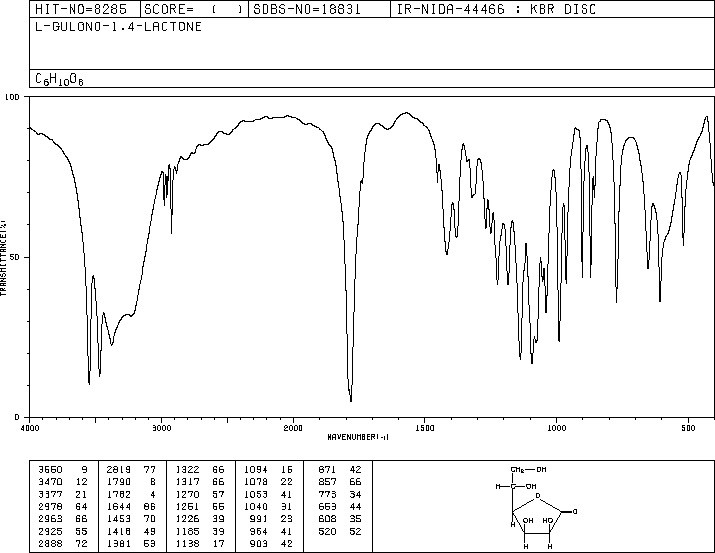 HIT-NO=8285 SCORE= ( ) SDBS-NO=18831 IR-NIDA-44466 : KBR DISC
L-GULONO-1,4-LACTONE
C6H10O6
100
50
0
TRANSMITTANCE(%)
4000 3000 2000 1500 1000 500
WAVENUMBER(-1)
3550 9 2819 77 1322 66 1094 16 871 42
3470 12 1790 6 1317 66 1078 22 857 66
3377 21 1782 4 1270 57 1053 41 773 34
2978 64 1644 86 1251 55 1040 31 653 44
2963 66 1453 70 1226 39 991 23 608 35
2925 55 1418 49 1185 39 964 41 520 52
2888 72 1381 53 1138 17 903 42
CH2 OH
H C OH
O
O
H OH HO
H H